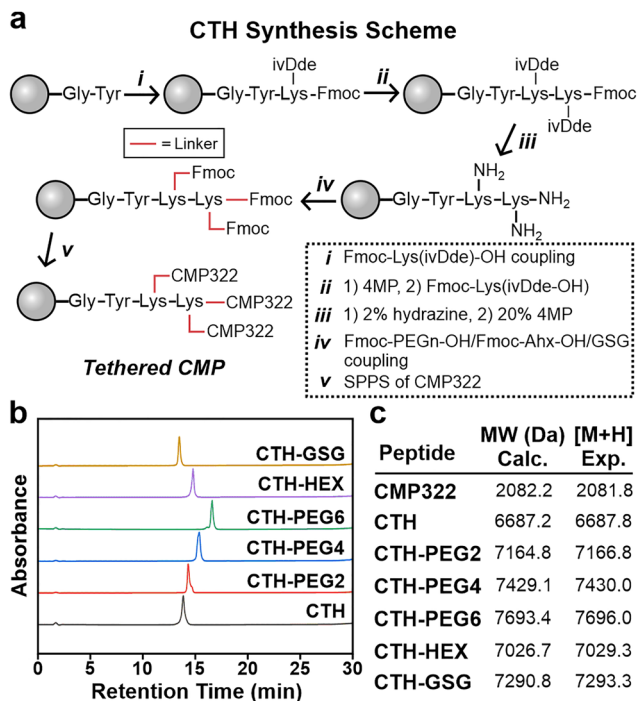 a
CTH Synthesis Scheme
Gly-Tyr
i
ivDde
Gly-Tyr-Lys-Fmoc
ii
ivDde
Gly-Tyr-Lys-Lys-Fmoc
ivDde
iii
= Linker
Fmoc
Gly-Tyr-Lys-Lys-Fmoc
Fmoc
iv
NH2
Gly-Tyr-Lys-Lys-NH2
NH2
v
CMP322
Gly-Tyr-Lys-Lys-CMP322
CMP322
Tethered CMP
i Fmoc-Lys(ivDde)-OH coupling
ii 1) 4MP, 2) Fmoc-Lys(ivDde-OH)
iii 1) 2% hydrazine, 2) 20% 4MP
iv Fmoc-PEGn-OH/Fmoc-Ahx-OH/GSG
coupling
v SPPS of CMP322
b
Absorbance
CTH-GSG
CTH-HEX
CTH-PEG6
CTH-PEG4
CTH-PEG2
CTH
0 5 10 15 20 25 30
Retention Time (min)
c
Peptide MW (Da) Calc. [M+H] Exp.
CMP322 2082.2 2081.8
CTH 6687.2 6687.8
CTH-PEG2 7164.8 7166.8
CTH-PEG4 7429.1 7430.0
CTH-PEG6 7693.4 7696.0
CTH-HEX 7026.7 7029.3
CTH-GSG 7290.8 7293.3